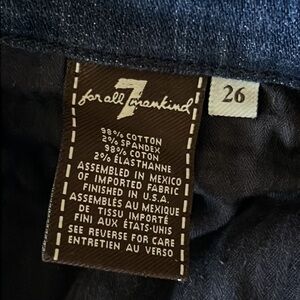 7
for all mankind
26
98% COTTON
2% SPANDEX
98% COTON
2% ÉLASTHANNE
ASSEMBLED IN MEXICO
OF IMPORTED FABRIC
FINISHED IN U.S.A.
ASSEMBLÉS AU MEXIQUE
DE TISSU IMPORTÉ
FINI AUX ÉTATS-UNIS
SEE REVERSE FOR CARE
ENTRETIEN AU VERSO